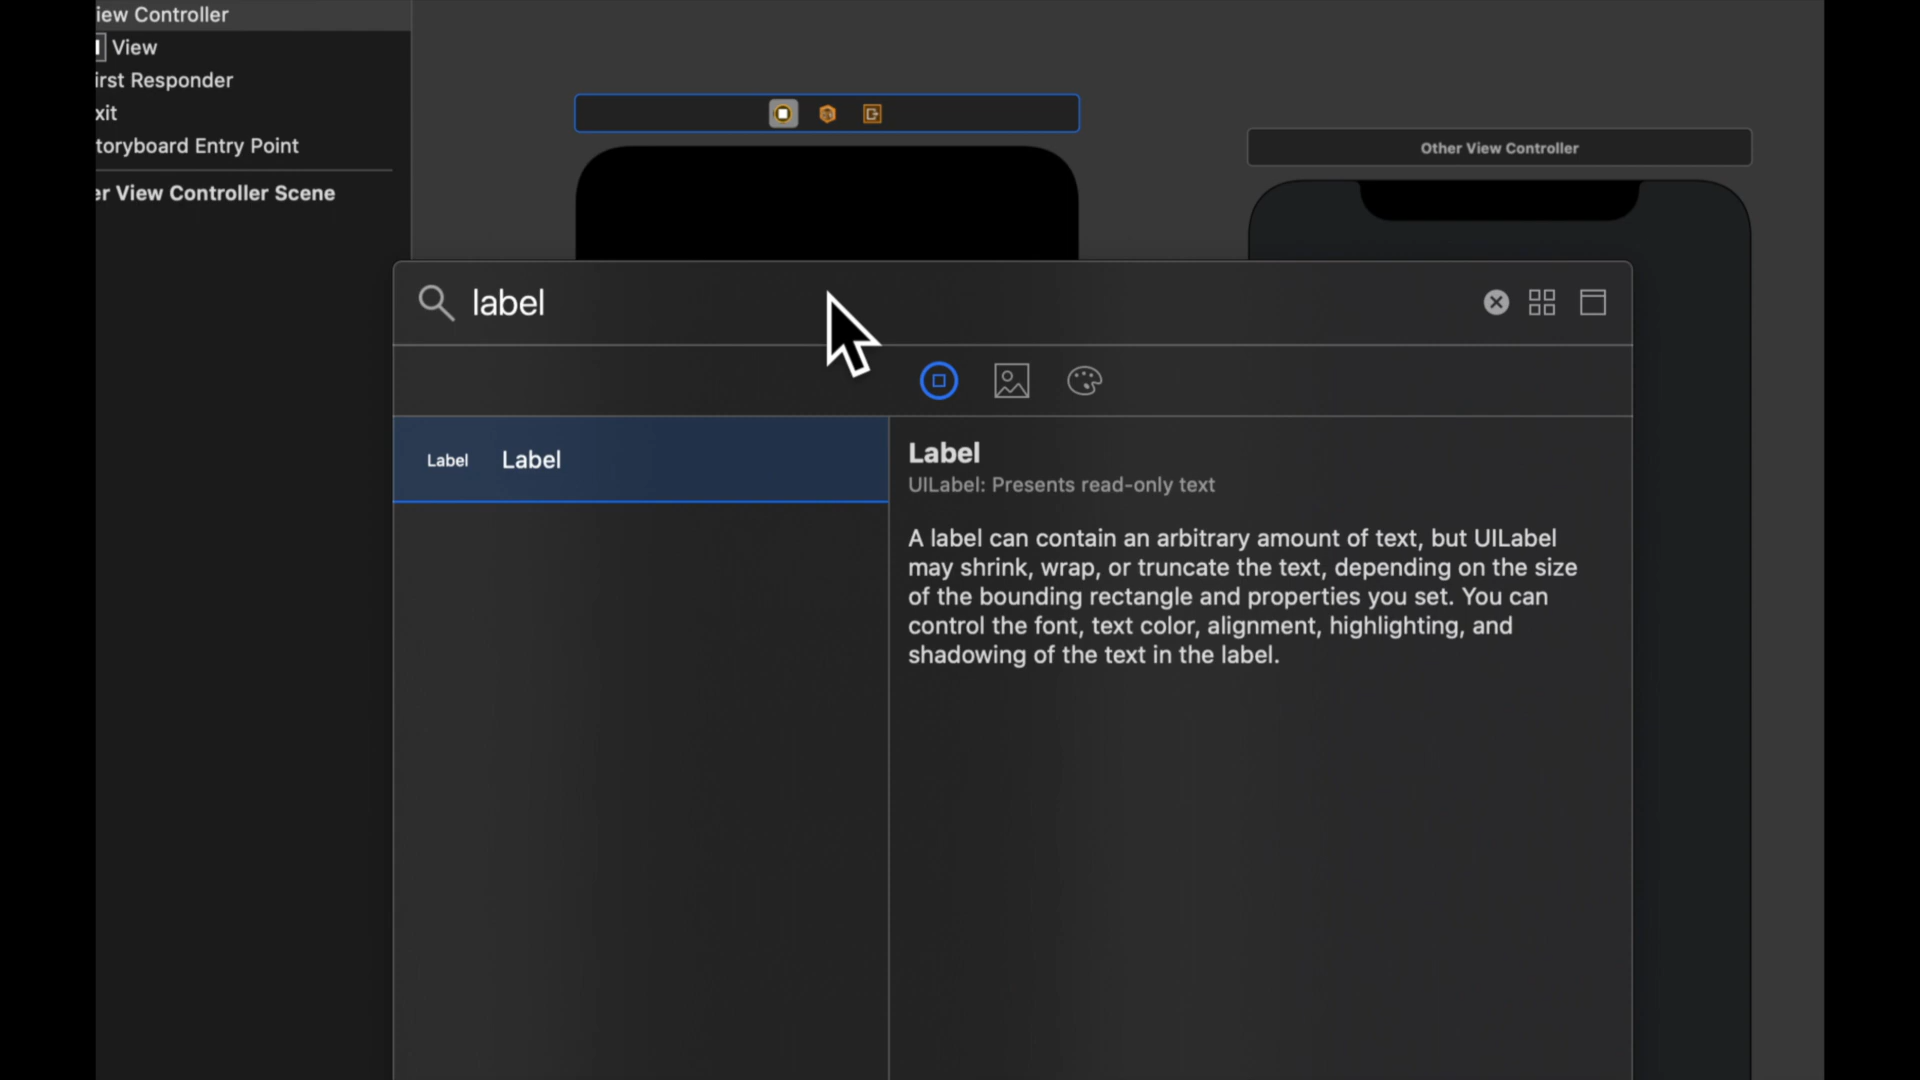 iew Controller
View
irst Responder
xit
toryboard Entry Point
er View Controller Scene
Other View Controller
label
Label Label
Label
UILabel: Presents read-only text
A label can contain an arbitrary amount of text, but UILabel
may shrink, wrap, or truncate the text, depending on the size
of the bounding rectangle and properties you set. You can
control the font, text color, alignment, highlighting, and
shadowing of the text in the label.